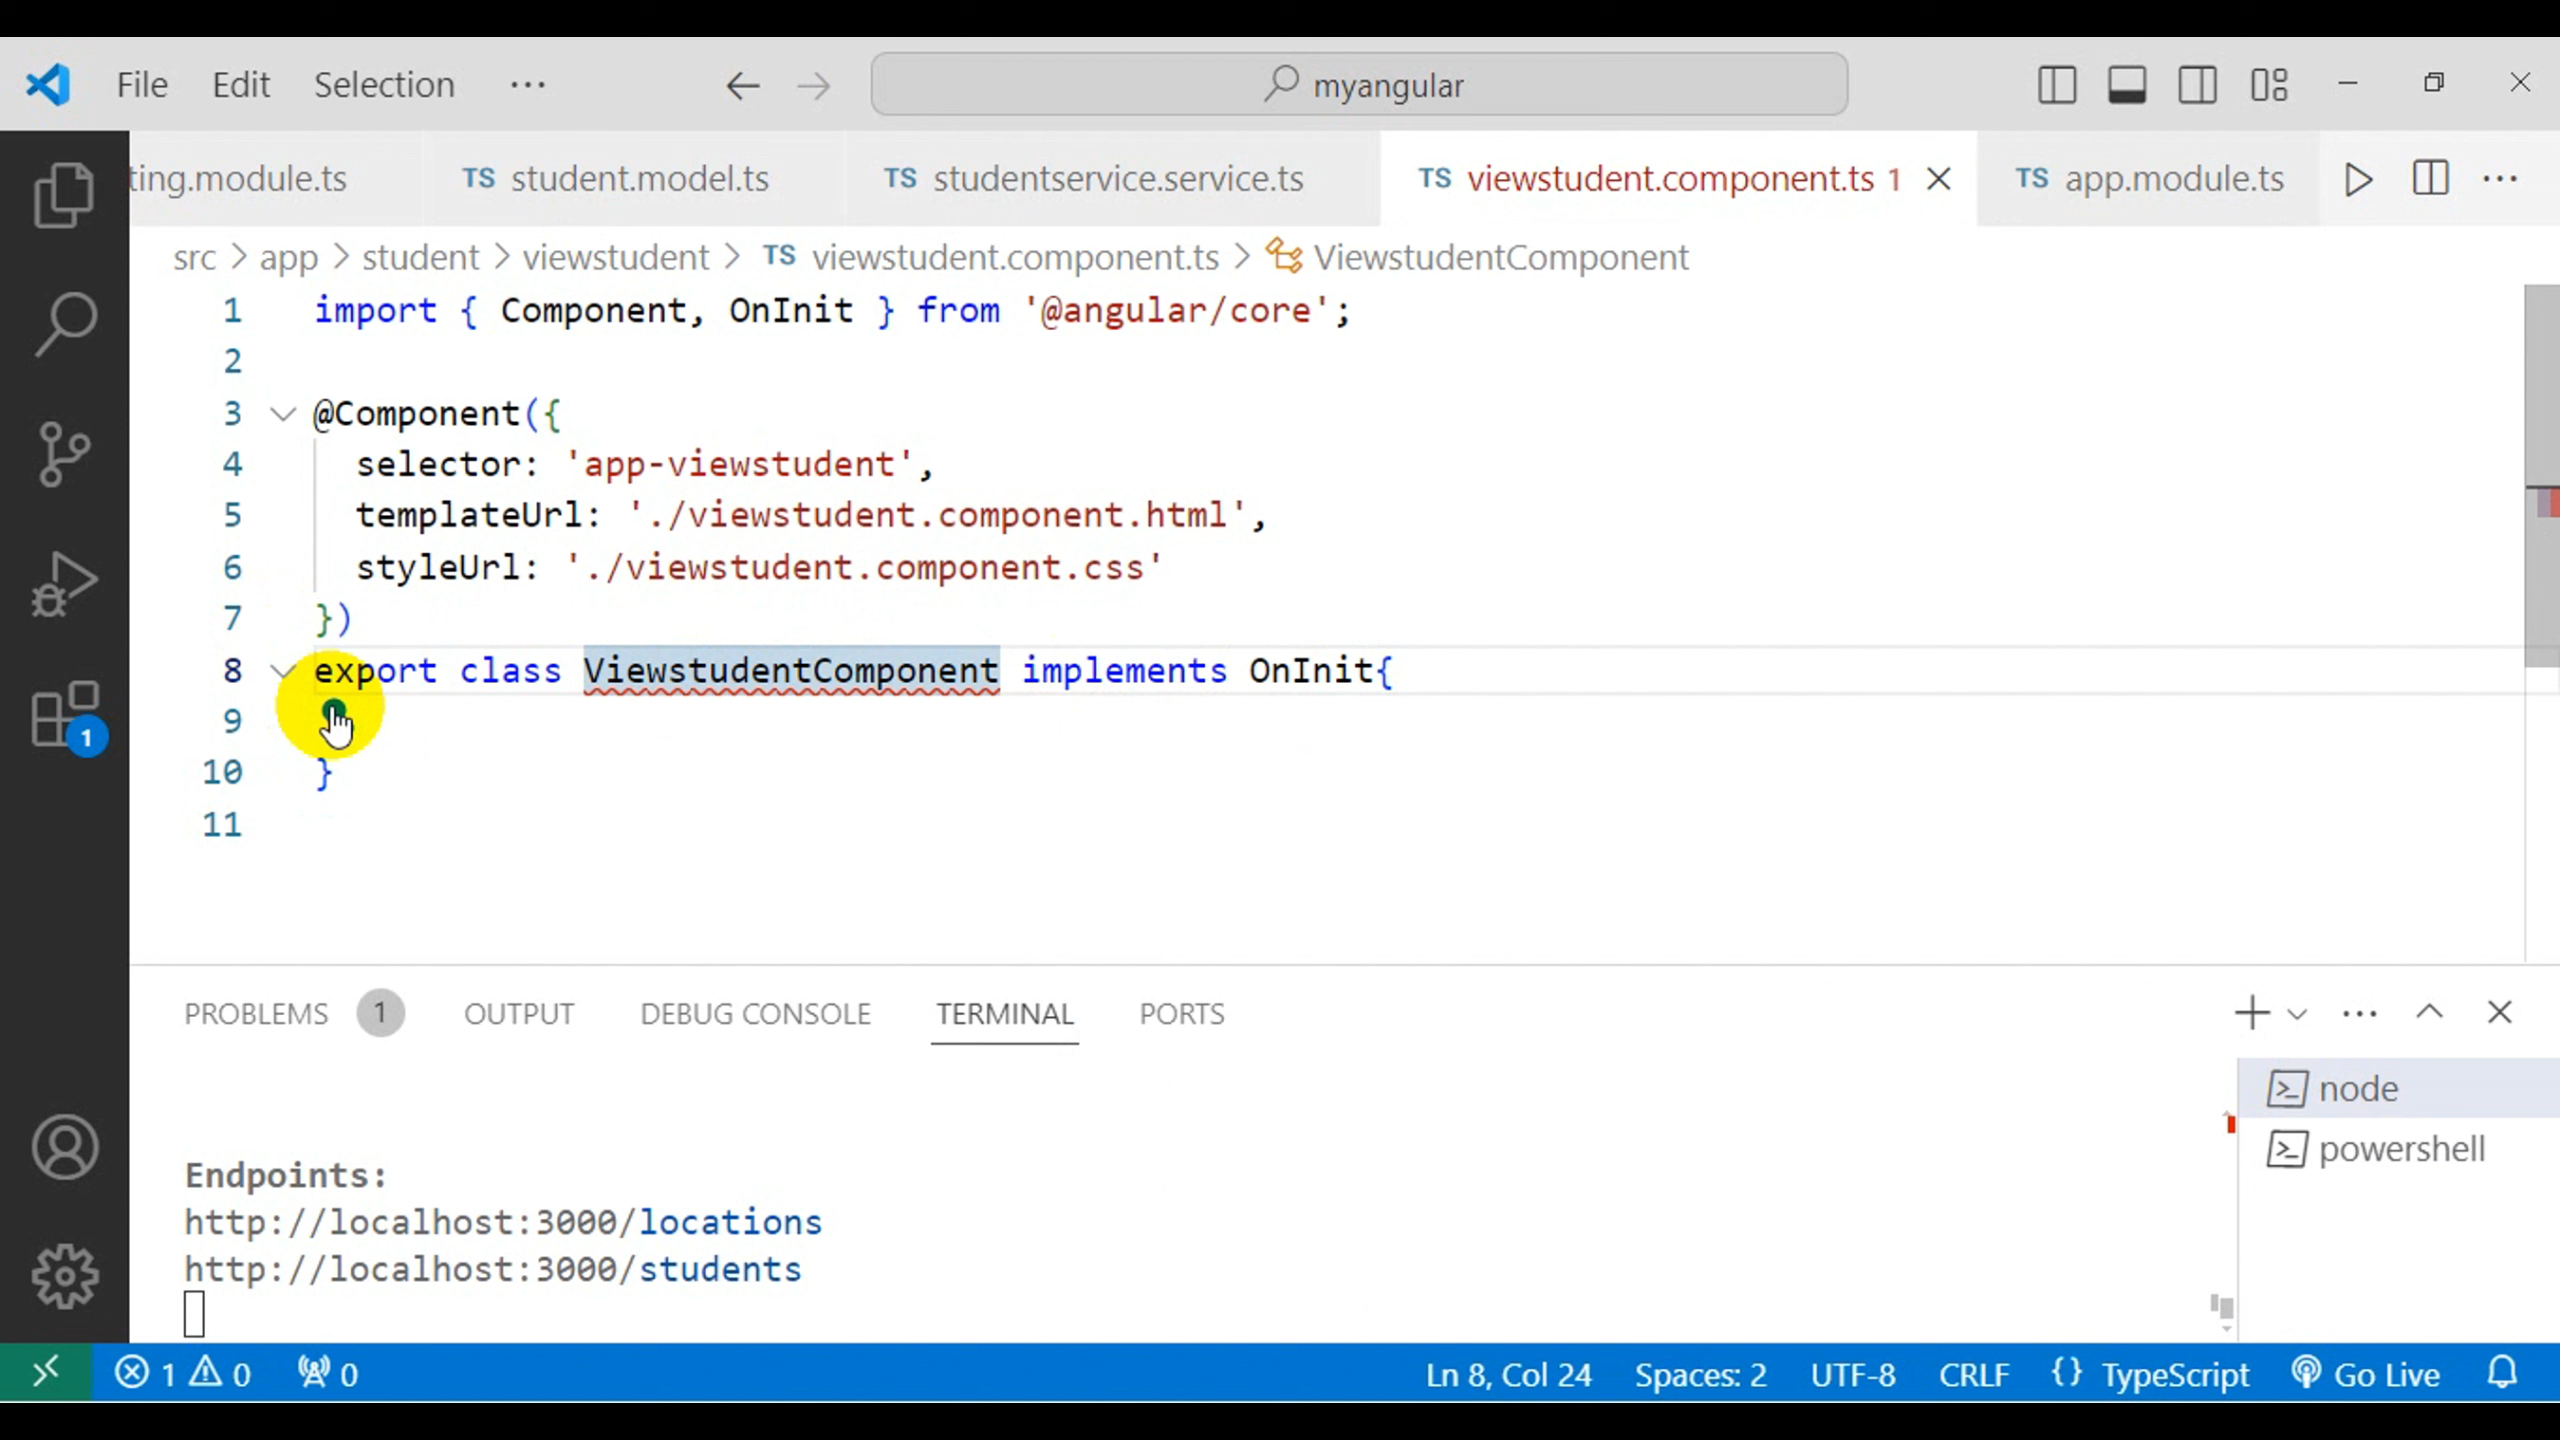 File Edit Selection ··· myangular
ting.module.ts TS student.model.ts TS studentservice.service.ts TS viewstudent.component.ts 1 TS app.module.ts ···
src > app > student > viewstudent > TS viewstudent.component.ts > ViewstudentComponent
1 import { Component, OnInit } from '@angular/core';
2
3 @Component({
4 selector: 'app-viewstudent',
5 templateUrl: './viewstudent.component.html',
6 styleUrl: './viewstudent.component.css'
7 })
8 export class ViewstudentComponent implements OnInit{
9
10 }
11
1
PROBLEMS 1 OUTPUT DEBUG CONSOLE TERMINAL PORTS
node
powershell
Endpoints:
http://localhost:3000/locations
http://localhost:3000/students
1 0 0 Ln 8, Col 24 Spaces: 2 UTF-8 CRLF {} TypeScript Go Live